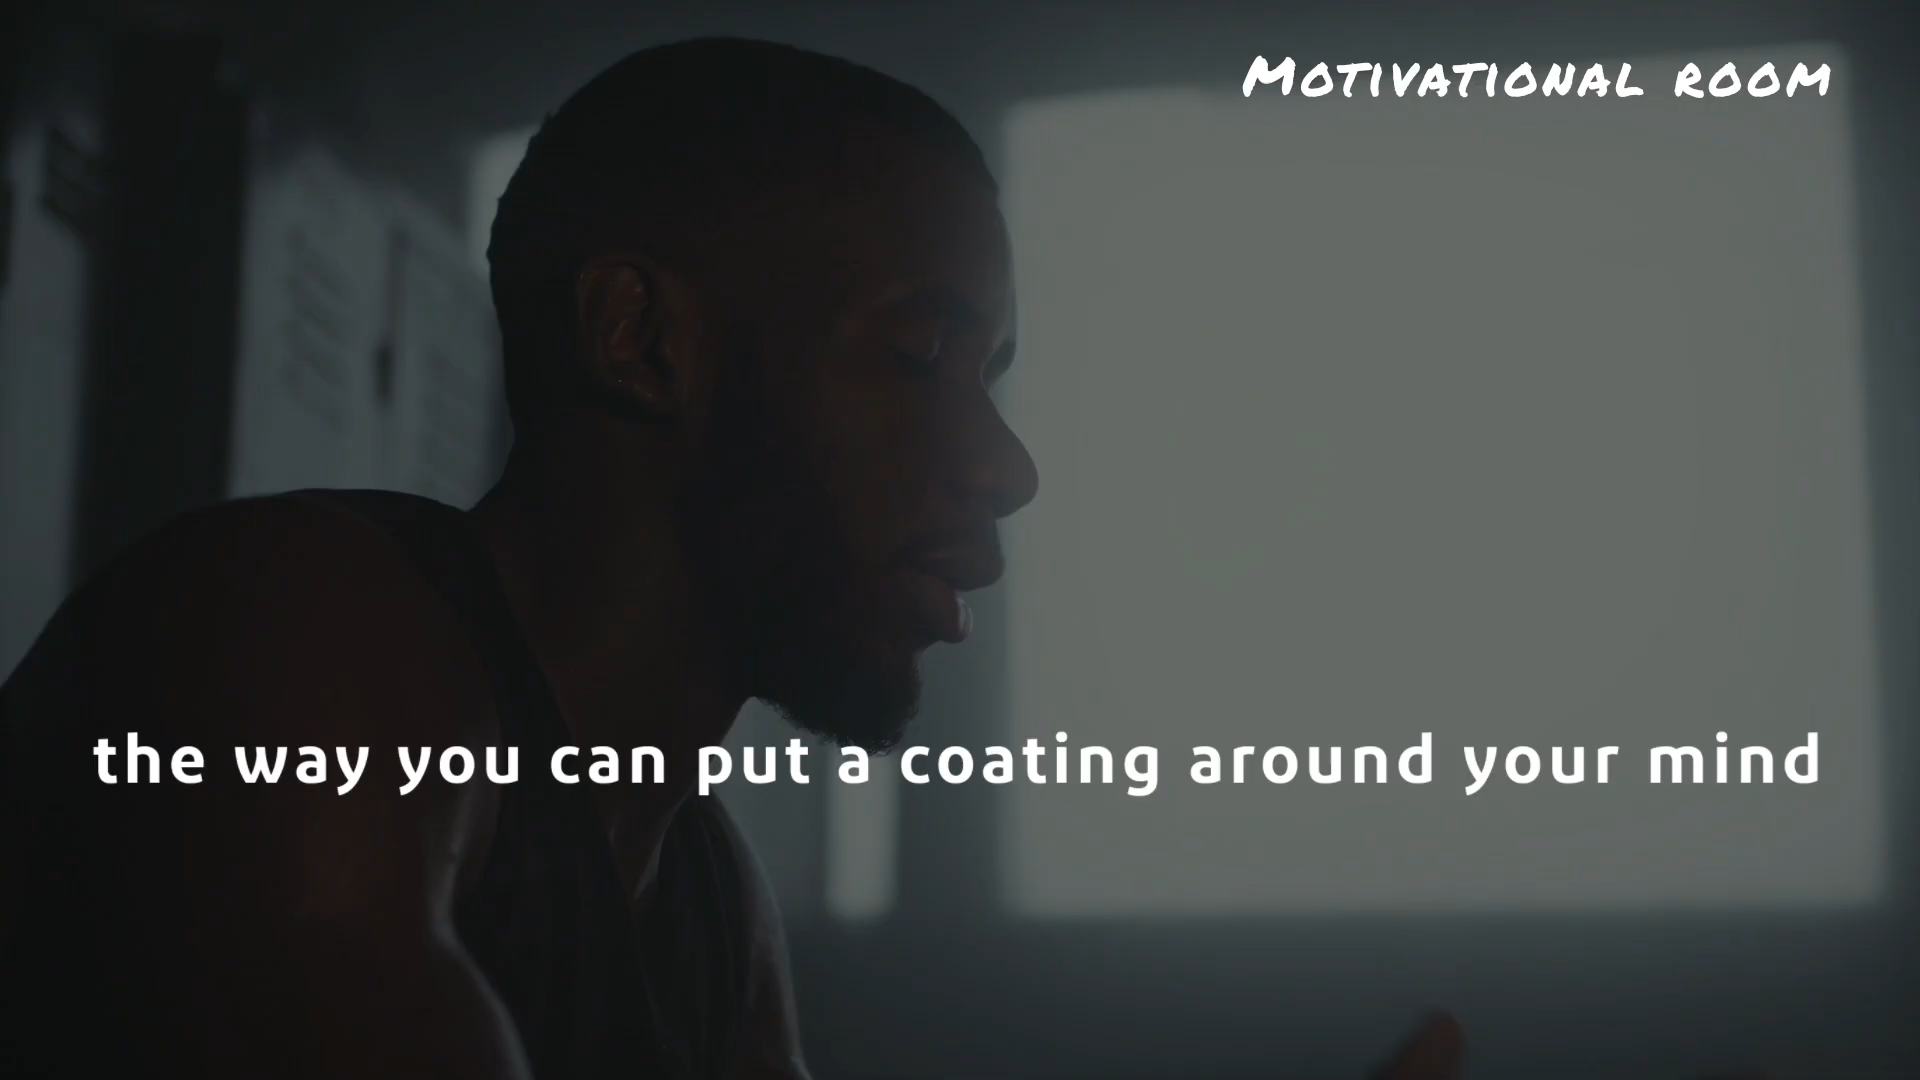 Motivational room
the way you can put a coating around your mind